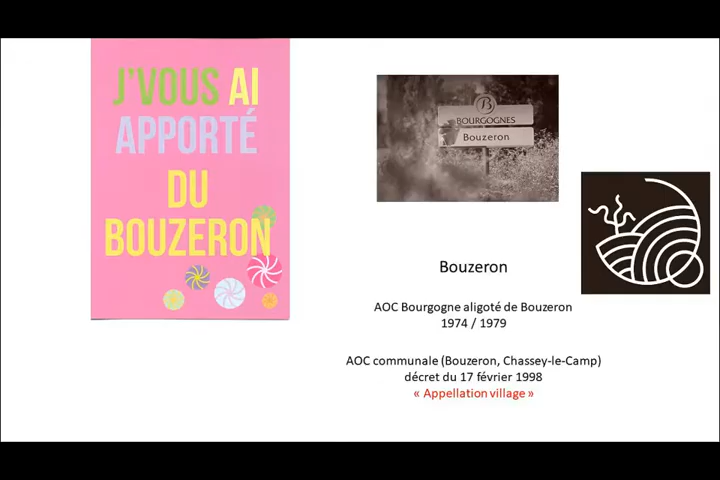 J'VOUS AI
APPORTÉ
DU
BOUZERON
B
BOURGOGNES
Bouzeron
Bouzeron
AOC Bourgogne aligoté de Bouzeron
1974 / 1979
AOC communale (Bouzeron, Chassey-le-Camp)
décret du 17 février 1998
« Appellation village »